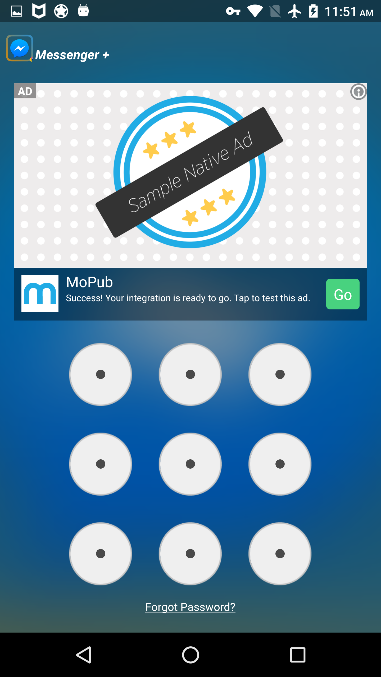 11:51 AM
Messenger +
AD
Sample Native Ad
MoPub
Success! Your integration is ready to go. Tap to test this ad.
Go
Forgot Password?